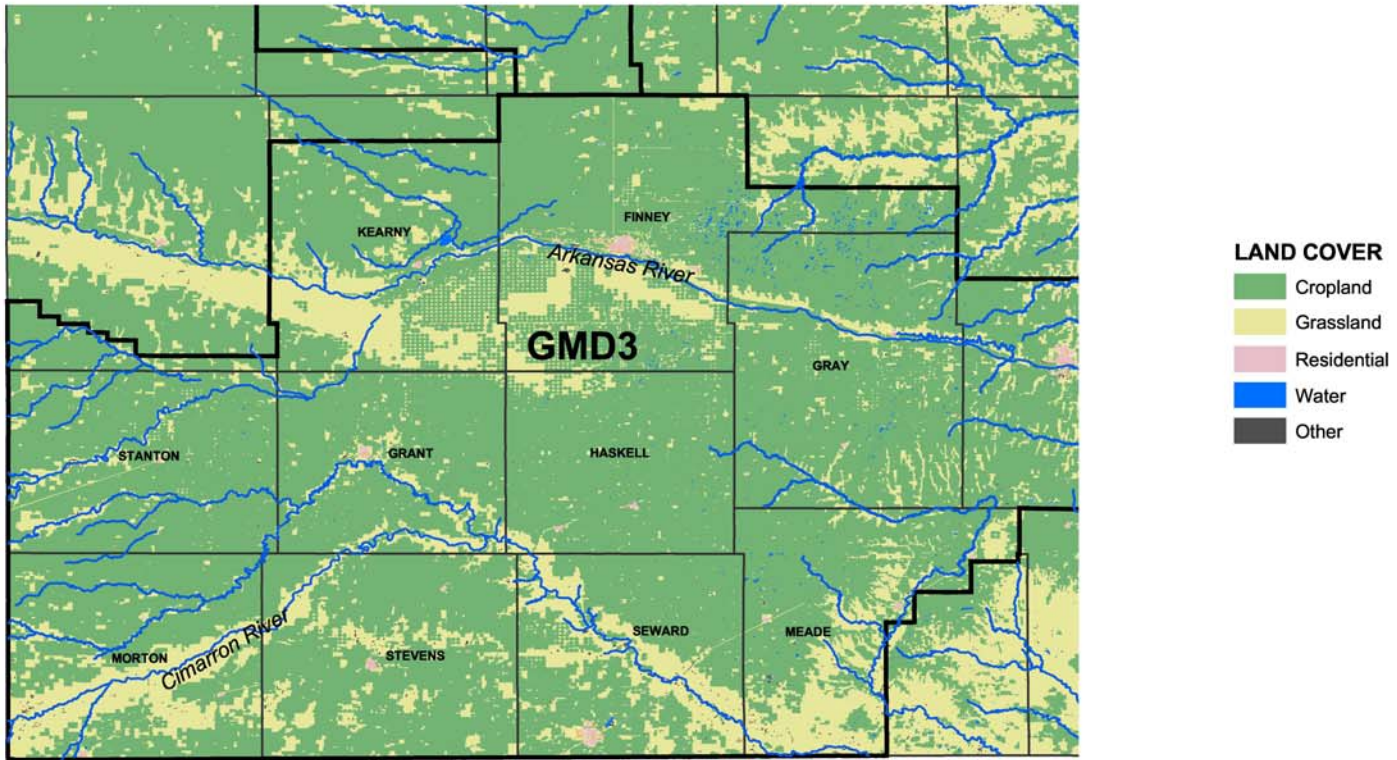 FINNEY
KEARNY
Arkansas River
GMD3
GRAY
STANTON
GRANT
HASKELL
SEWARD
MEADE
MORTON
Cimarron River
STEVENS
LAND COVER
Cropland
Grassland
Residential
Water
Other